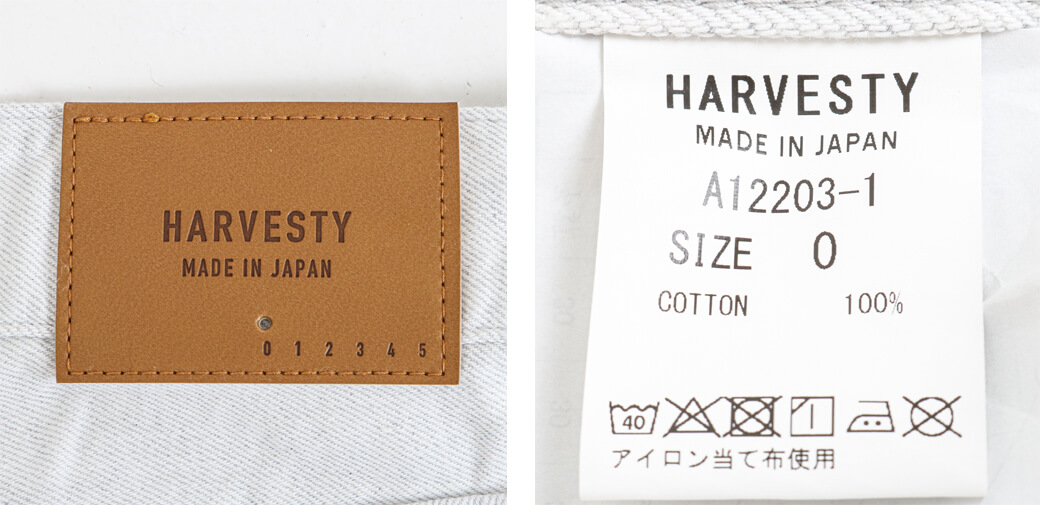 HARVESTY
MADE IN JAPAN
0 1 2 3 4 5
HARVESTY
MADE IN JAPAN
A12203-1
SIZE 0
COTTON 100%
40
アイロン当て布使用